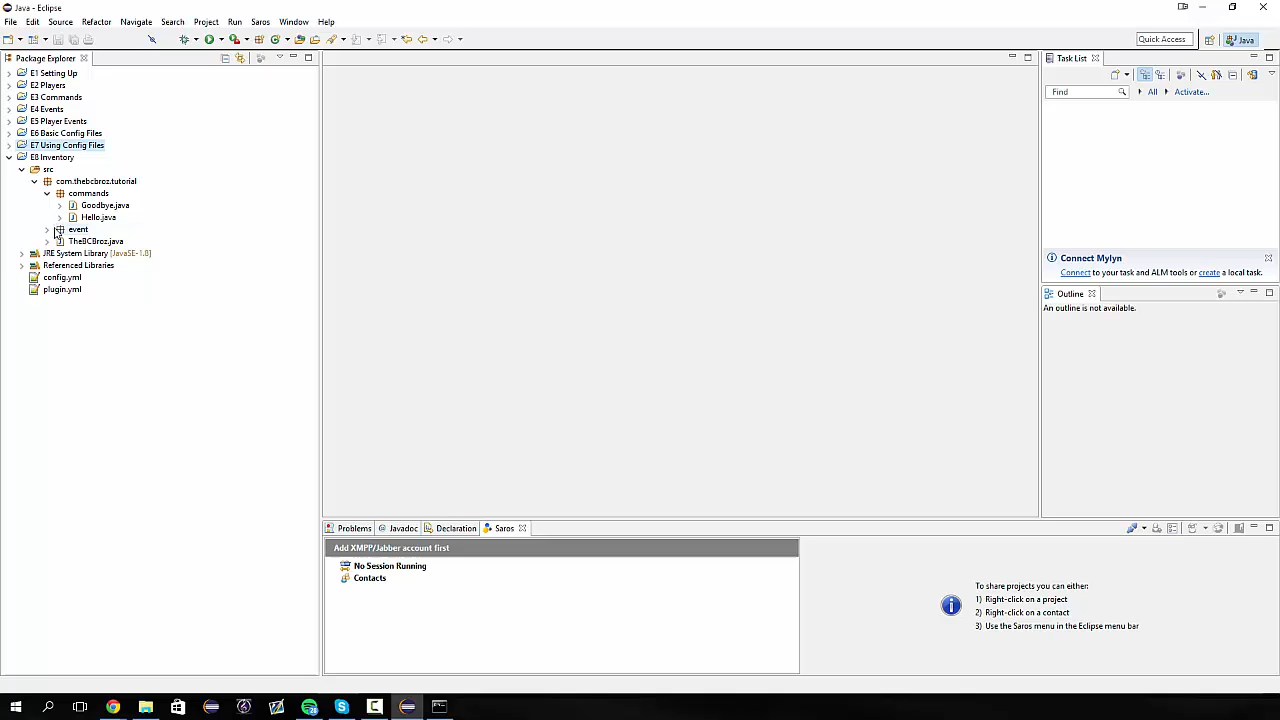 Java - Eclipse
File Edit Source Refactor Navigate Search Project Run Saros Window Help
Quick Access
Java
Package Explorer
E1 Setting Up
E2 Players
E3 Commands
E4 Events
E5 Player Events
E6 Basic Config Files
E7 Using Config Files
E8 Inventory
src
com.thebcbroz.tutorial
commands
Goodbye.java
Hello.java
event
TheBCBroz.java
JRE System Library [JavaSE-1.8]
Referenced Libraries
config.yml
plugin.yml
Task List
Find All Activate...
Connect Mylyn
Connect to your task and ALM tools or create a local task.
Outline
An outline is not available.
Problems Javadoc Declaration Saros
Add XMPP/Jabber account first
No Session Running
Contacts
To share projects you can either:
1) Right-click on a project
2) Right-click on a contact
3) Use the Saros menu in the Eclipse menu bar